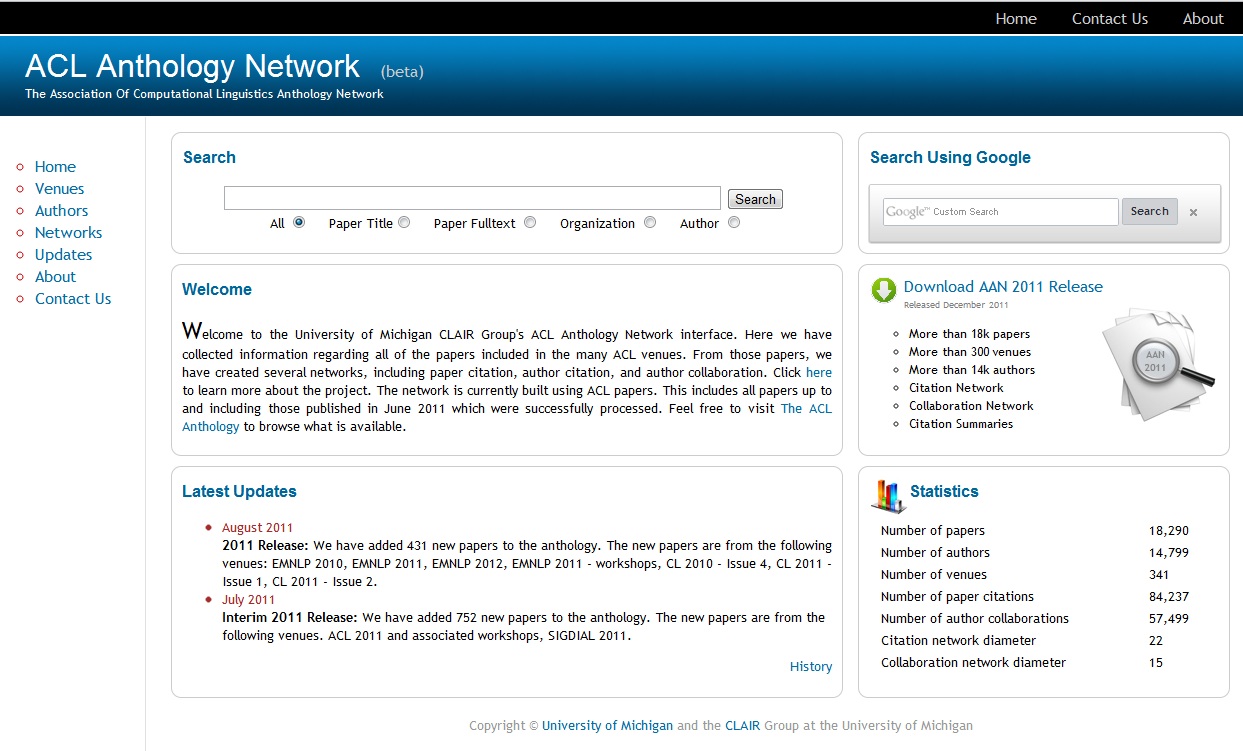 Home Contact Us About
ACL Anthology Network (beta)
The Association Of Computational Linguistics Anthology Network
Home
Venues
Authors
Networks
Updates
About
Contact Us
Search
Search
All Paper Title Paper Fulltext Organization Author
Search Using Google
Google™ Custom Search Search ×
Welcome
Welcome to the University of Michigan CLAIR Group's ACL Anthology Network interface. Here we have
collected information regarding all of the papers included in the many ACL venues. From those papers, we
have created several networks, including paper citation, author citation, and author collaboration. Click here
to learn more about the project. The network is currently built using ACL papers. This includes all papers up to
and including those published in June 2011 which were successfully processed. Feel free to visit The ACL
Anthology to browse what is available.
Download AAN 2011 Release
Released December 2011
More than 18k papers
More than 300 venues
More than 14k authors
Citation Network
Collaboration Network
Citation Summaries
AAN
2011
Latest Updates
August 2011
2011 Release: We have added 431 new papers to the anthology. The new papers are from the following
venues: EMNLP 2010, EMNLP 2011, EMNLP 2012, EMNLP 2011 - workshops, CL 2010 - Issue 4, CL 2011 -
Issue 1, CL 2011 - Issue 2.
July 2011
Interim 2011 Release: We have added 752 new papers to the anthology. The new papers are from the
following venues. ACL 2011 and associated workshops, SIGDIAL 2011.
History
Statistics
Number of papers 18,290
Number of authors 14,799
Number of venues 341
Number of paper citations 84,237
Number of author collaborations 57,499
Citation network diameter 22
Collaboration network diameter 15
Copyright © University of Michigan and the CLAIR Group at the University of Michigan